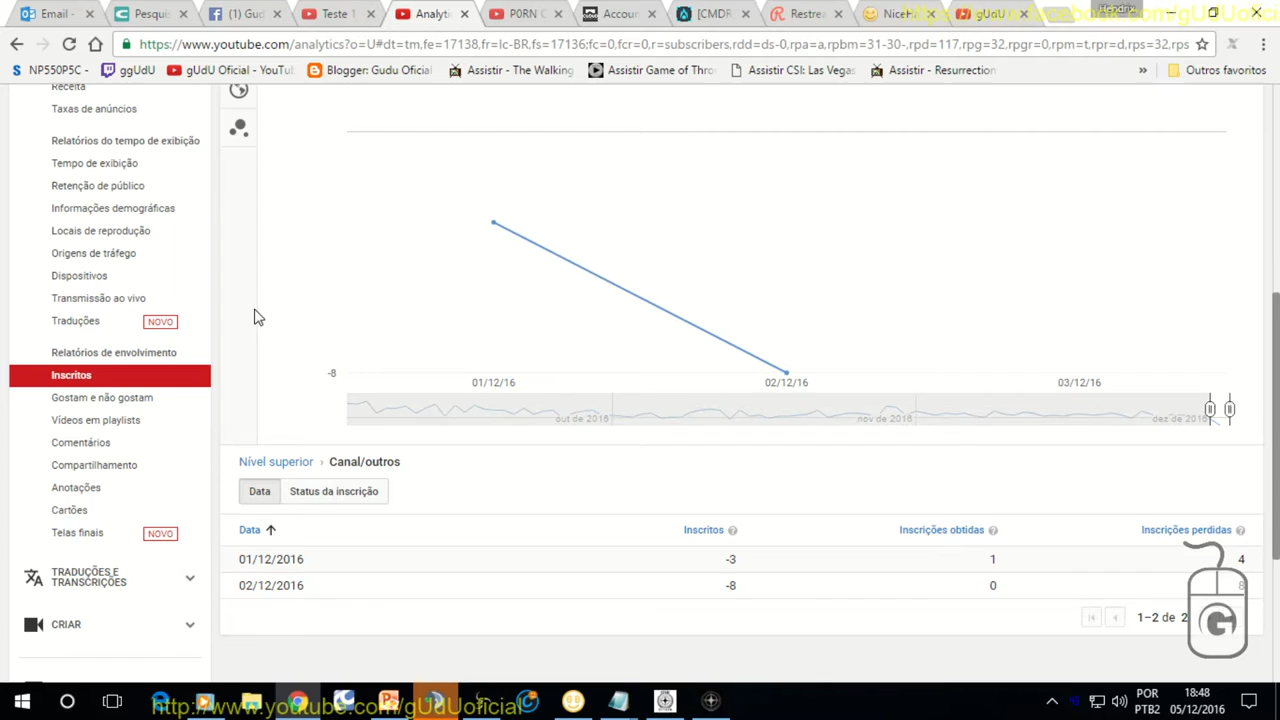 Email -
Pesqui
(1) Gud
Teste 1
Analyti
P0RN C
Accoun
[CMDR
Restrea
NiceH
gUdU
Hendrix
https://www.youtube.com/analytics?o=U#dt=tm,fe=17138,fr=lc-BR,fs=17136:fc=0,fcr=0,r=subscribers,rdd=ds-0,rpa=a,rpbm=31-30-,rpd=117,rpg=32,rpgr=0,rpm=t,rpr=d,rps=32,rpsd
NP550P5C -
ggUdU
gUdU Oficial - YouTu
Blogger: Gudu Oficial
Assistir - The Walking
Assistir Game of Thro
Assistir CSI: Las Vegas
Assistir - Resurrection
»
Outros favoritos
Receita
Taxas de anúncios
Relatórios do tempo de exibição
Tempo de exibição
Retenção de público
Informações demográficas
Locais de reprodução
Origens de tráfego
Dispositivos
Transmissão ao vivo
Traduções NOVO
Relatórios de envolvimento
Inscritos
Gostam e não gostam
Vídeos em playlists
Comentários
Compartilhamento
Anotações
Cartões
Telas finais NOVO
TRADUÇÕES E
TRANSCRIÇÕES
CRIAR
-8
01/12/16 02/12/16 03/12/16
out de 2016 nov de 2016 dez de 2016
Nível superior › Canal/outros
Data Status da inscrição
Data Inscritos Inscrições obtidas Inscrições perdidas
01/12/2016 -3 1 4
02/12/2016 -8 0 8
1–2 de 2
http://www.youtube.com/gUdUoficial
POR
PTB2
18:48
05/12/2016